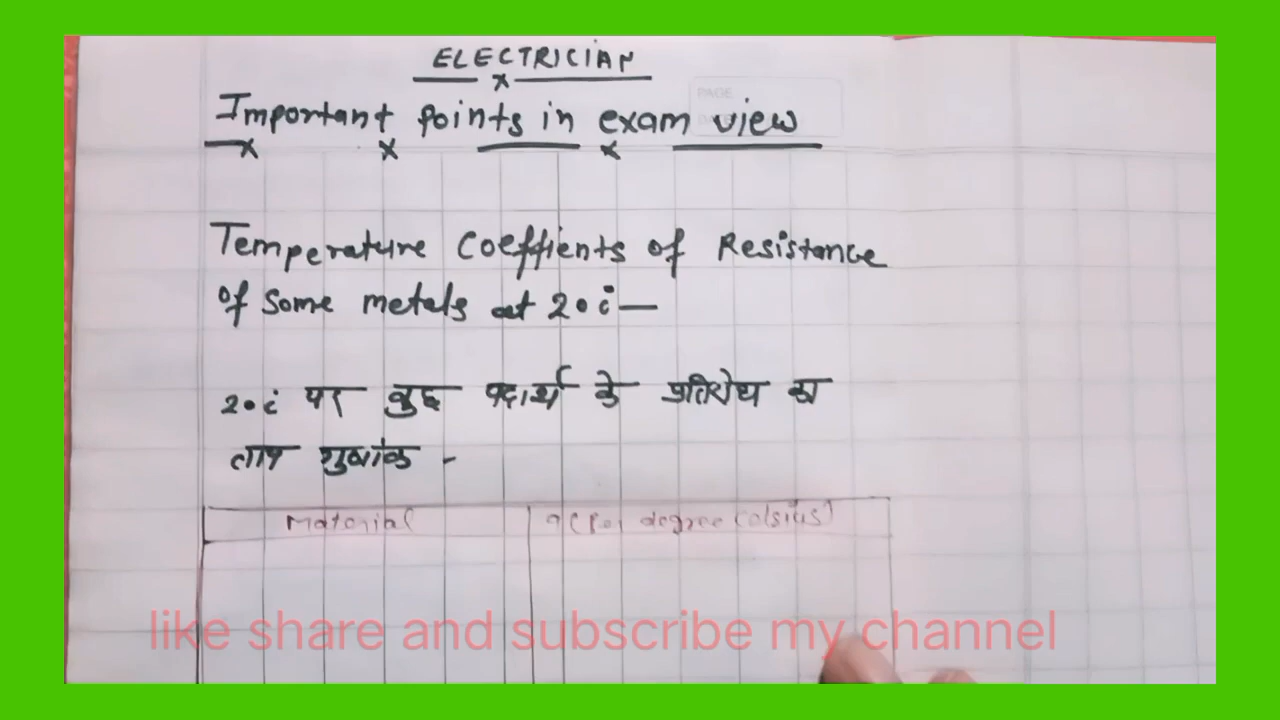 ELECTRICIAN
PAGE
Important points in exam view
Temperature Coeffients of Resistance
of some metals at 20°c —
20°c पर कुछ पदार्थो के प्रतिरोध का
ताप गुणांक -
Material
(Per degree Celsius)
like share and subscribe my channel